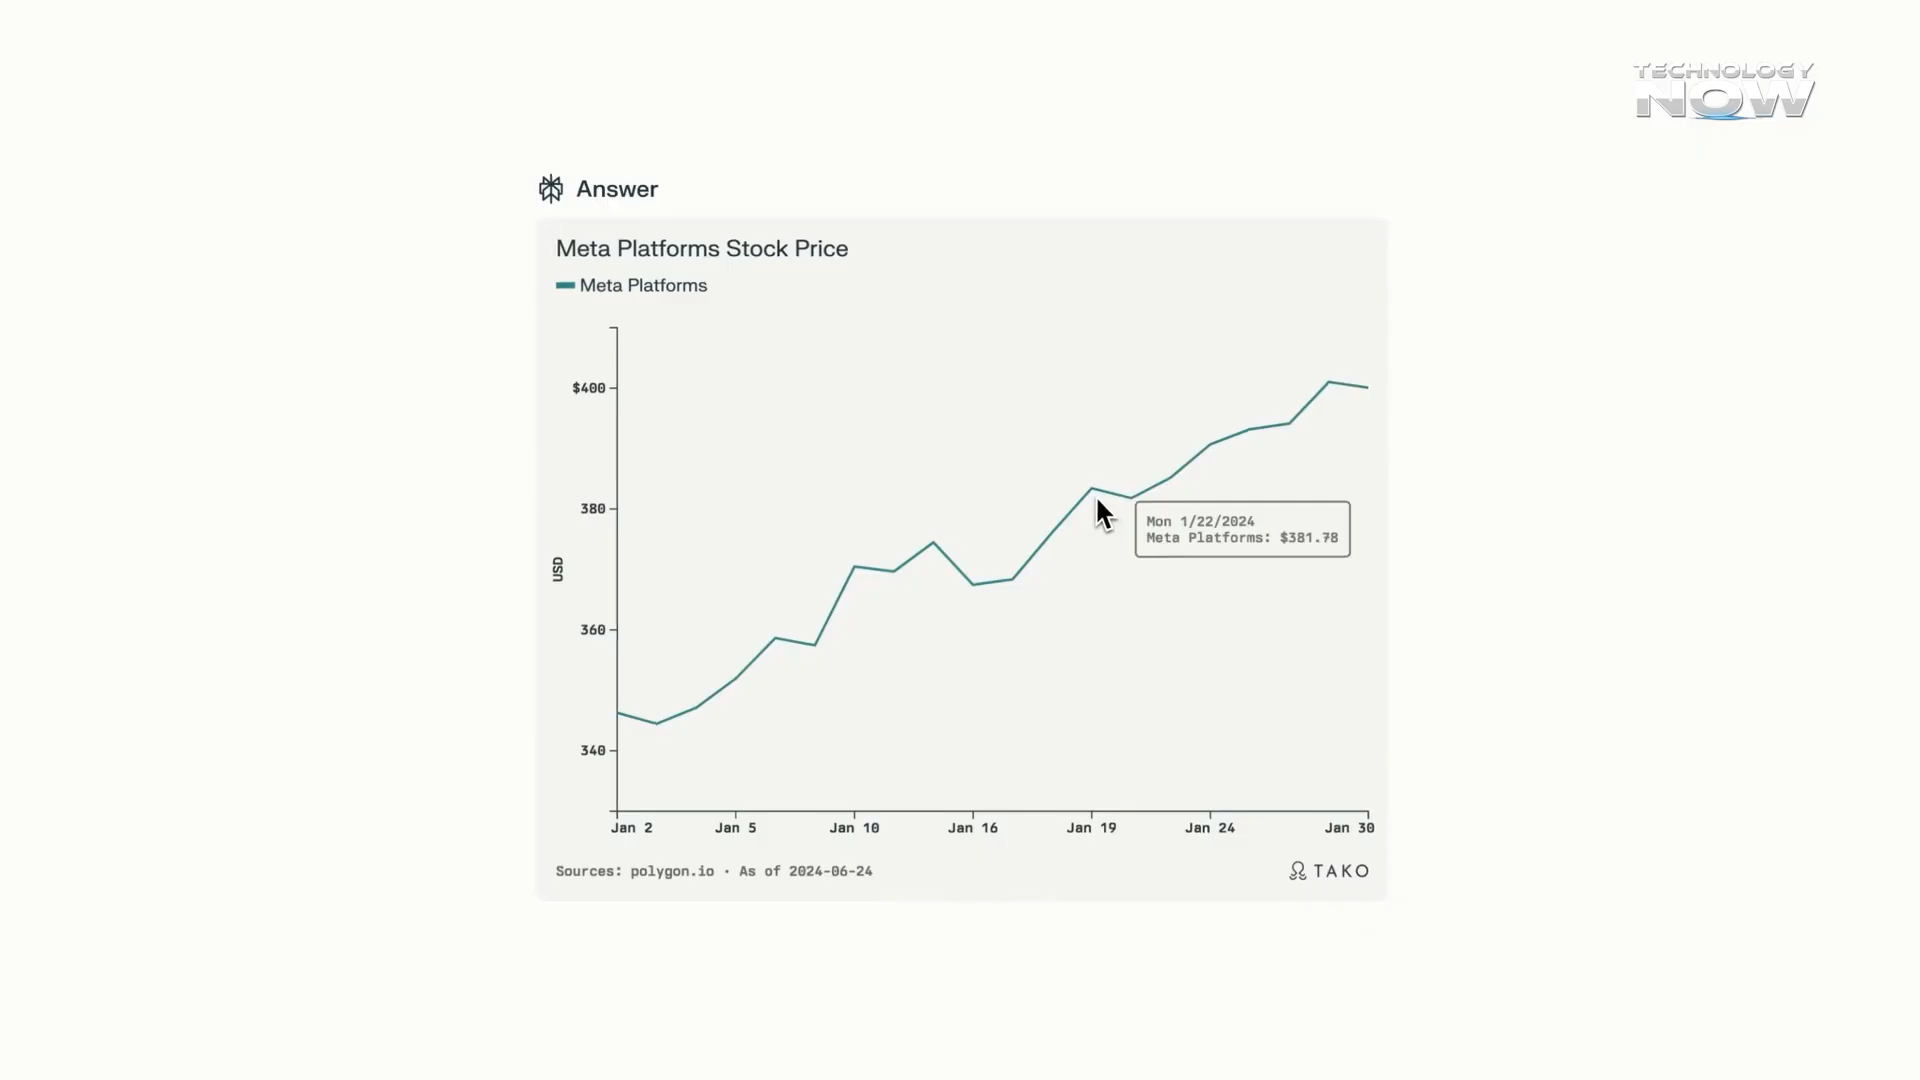 TECHNOLOGY
NOW
Answer
Meta Platforms Stock Price
Meta Platforms
$400
380
360
340
USD
Mon 1/22/2024
Meta Platforms: $381.78
Jan 2
Jan 5
Jan 10
Jan 16
Jan 19
Jan 24
Jan 30
Sources: polygon.io · As of 2024-06-24
TAKO